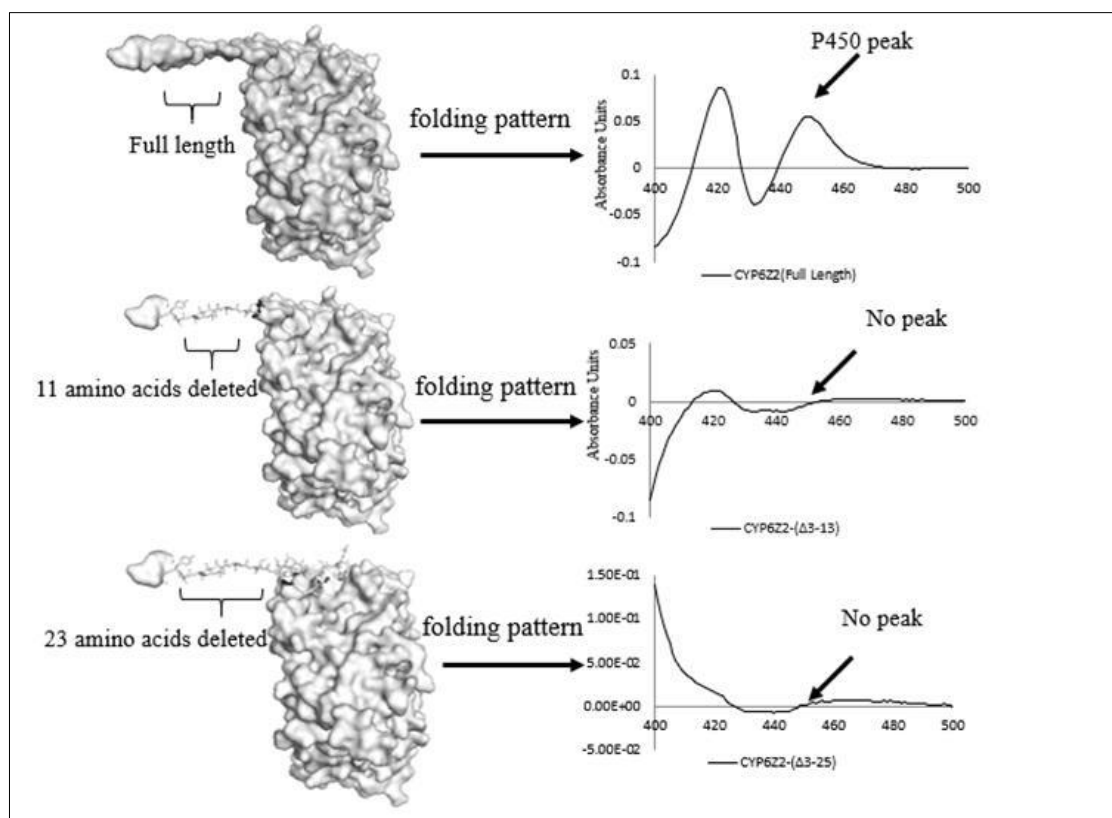 P450 peak
Full length
folding pattern
Absorbance Units
0.1
0.05
0
-0.05
-0.1
400 420 440 460 480 500
CYP6Z2(Full Length)
No peak
11 amino acids deleted
folding pattern
Absorbance Units
0.05
0
-0.05
-0.1
400 420 440 460 480 500
CYP6Z2-(Δ3-13)
No peak
23 amino acids deleted
folding pattern
1.50E-01
1.00E-01
5.00E-02
0.00E+00
-5.00E-02
400 420 440 460 480 500
CYP6Z2-(Δ3-25)